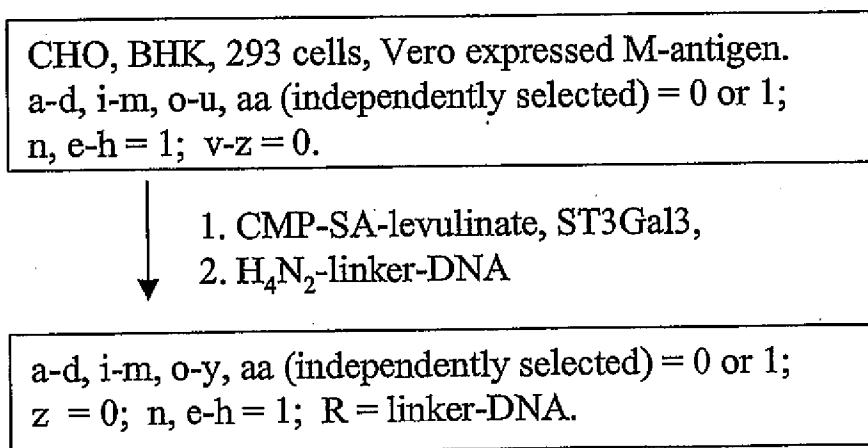 CHO, BHK, 293 cells, Vero expressed M-antigen.
a-d, i-m, o-u, aa (independently selected) = 0 or 1;
n, e-h = 1; v-z = 0.
1. CMP-SA-levulinate, ST3Gal3,
2. H₄N₂-linker-DNA
a-d, i-m, o-y, aa (independently selected) = 0 or 1;
z = 0; n, e-h = 1; R = linker-DNA.